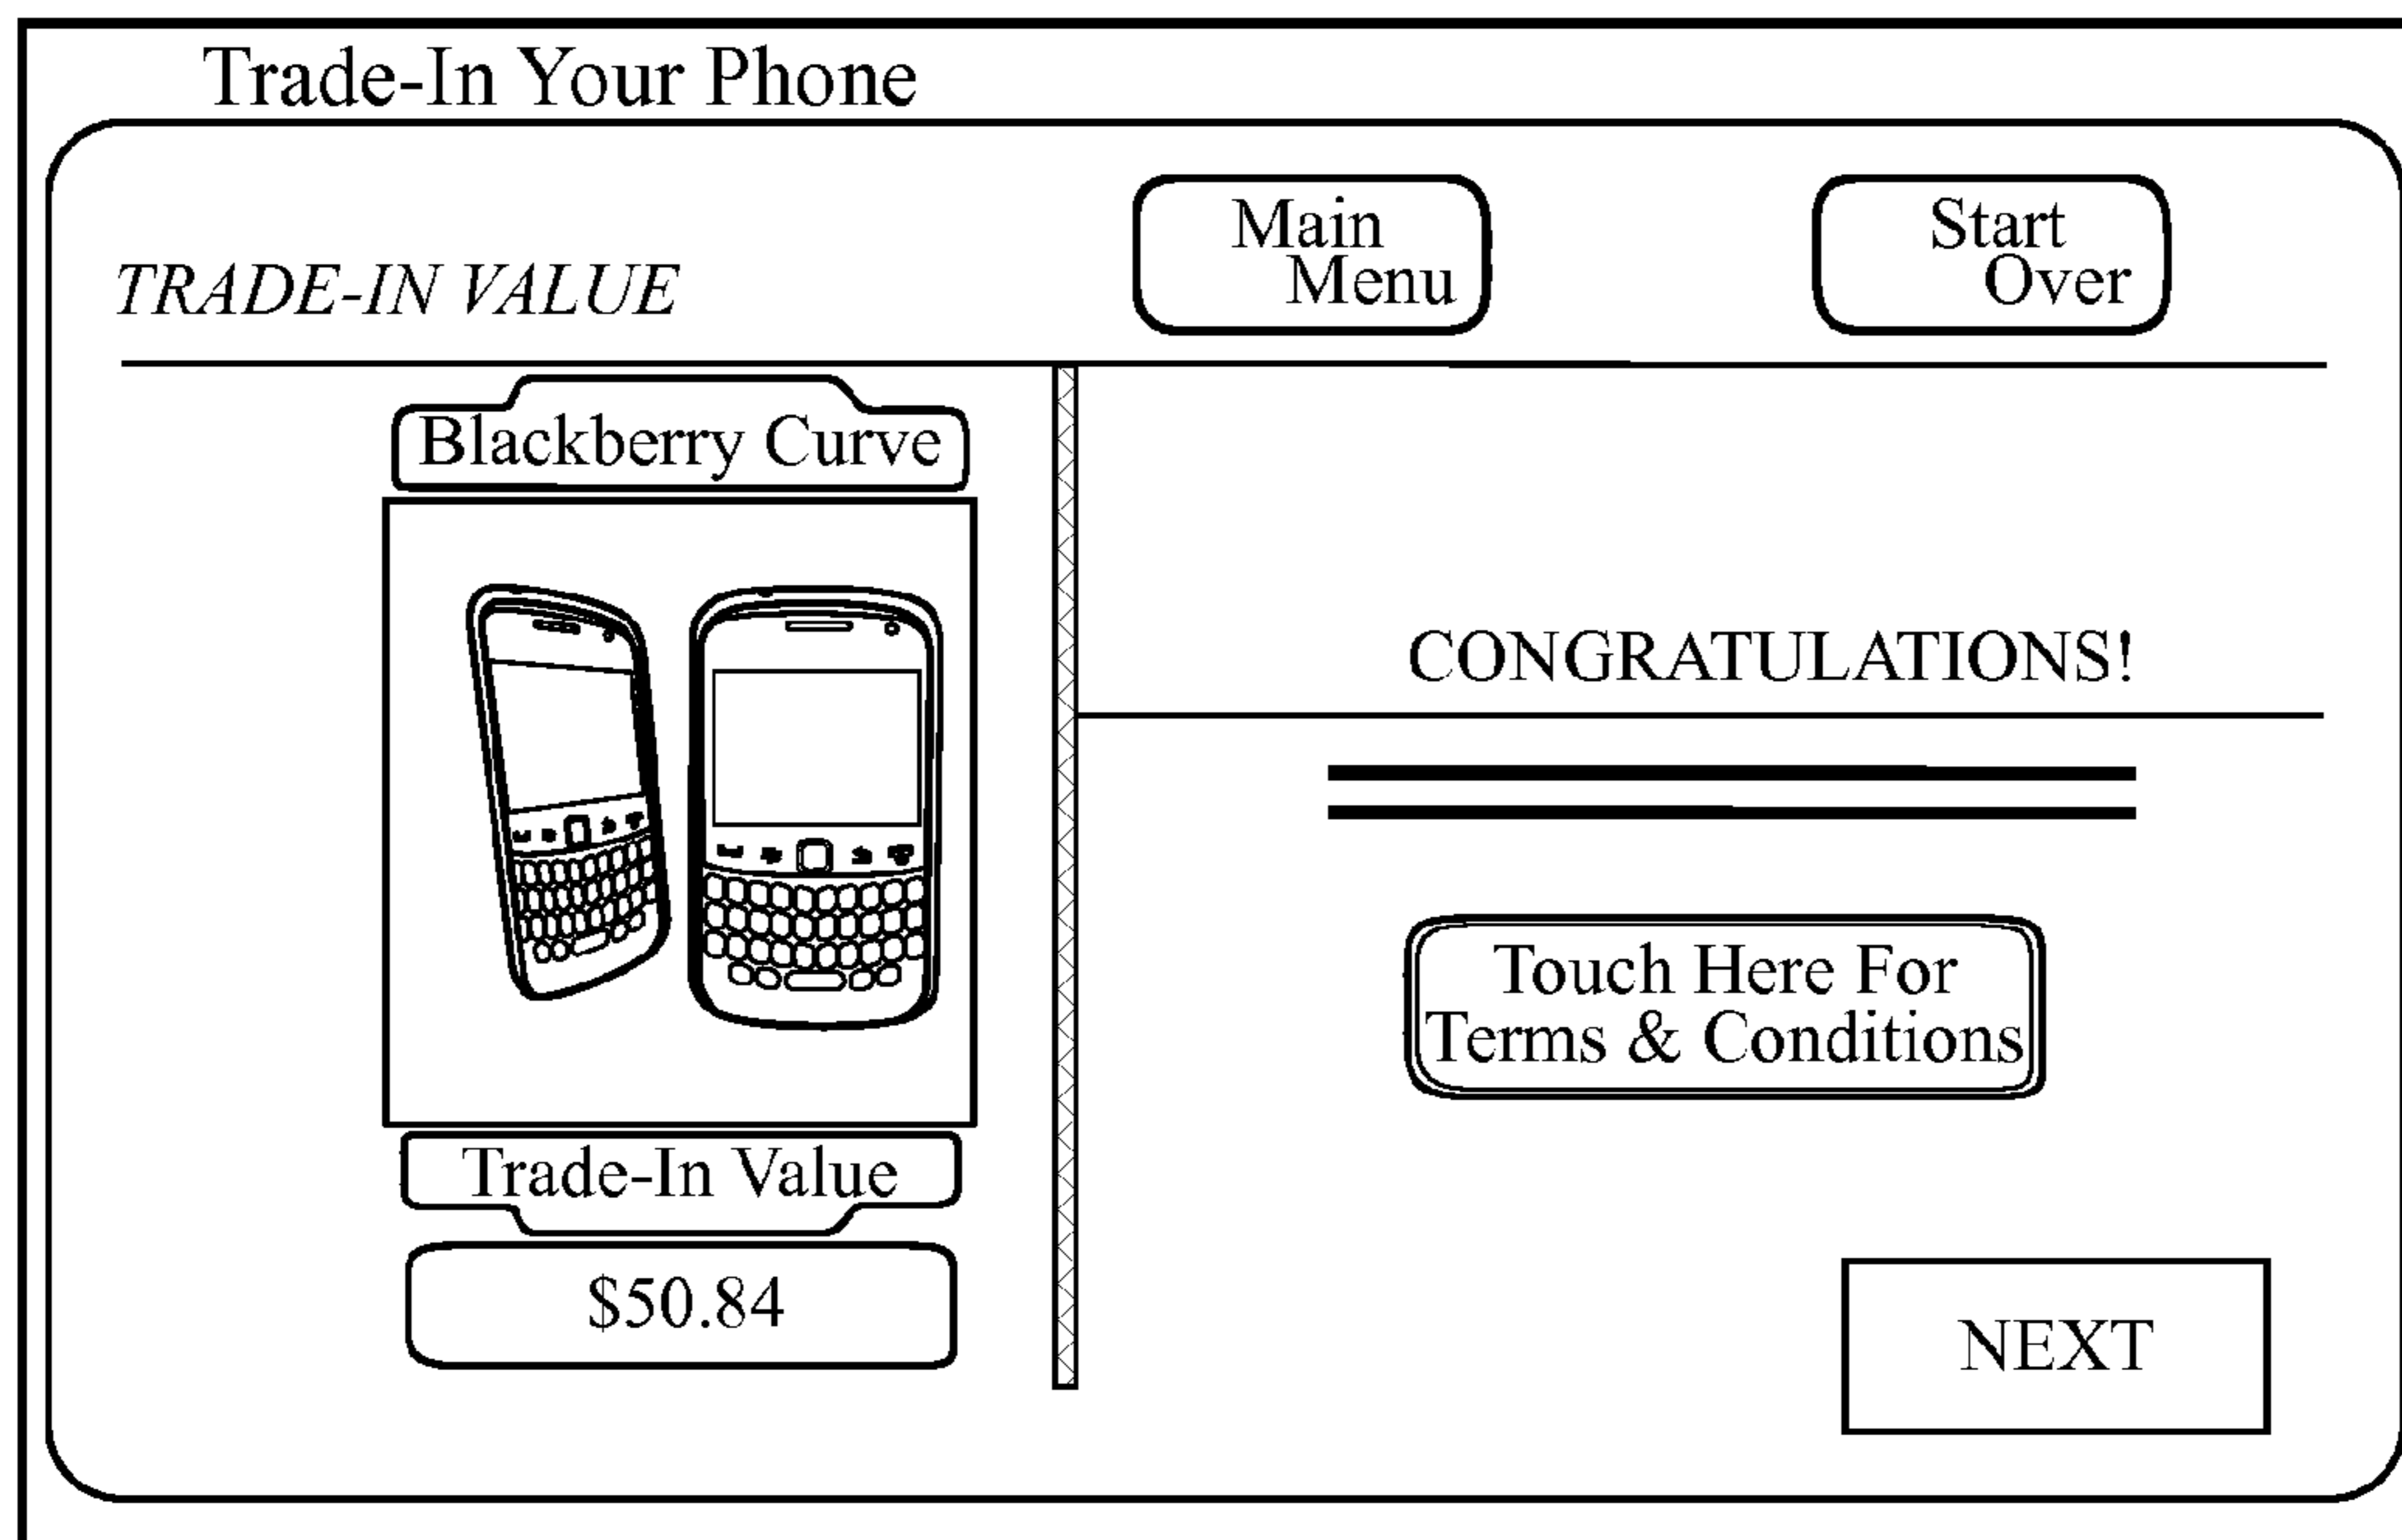 Trade-In Your Phone
TRADE-IN VALUE
Main
Menu
Start
Over
Blackberry Curve
CONGRATULATIONS!
Touch Here For
Terms & Conditions
Trade-In Value
$50.84
NEXT